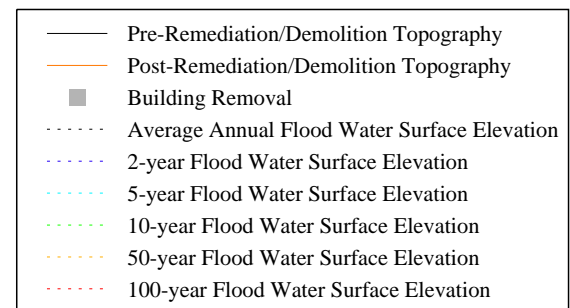 Pre-Remediation/Demolition Topography
Post-Remediation/Demolition Topography
Building Removal
Average Annual Flood Water Surface Elevation
2-year Flood Water Surface Elevation
5-year Flood Water Surface Elevation
10-year Flood Water Surface Elevation
50-year Flood Water Surface Elevation
100-year Flood Water Surface Elevation